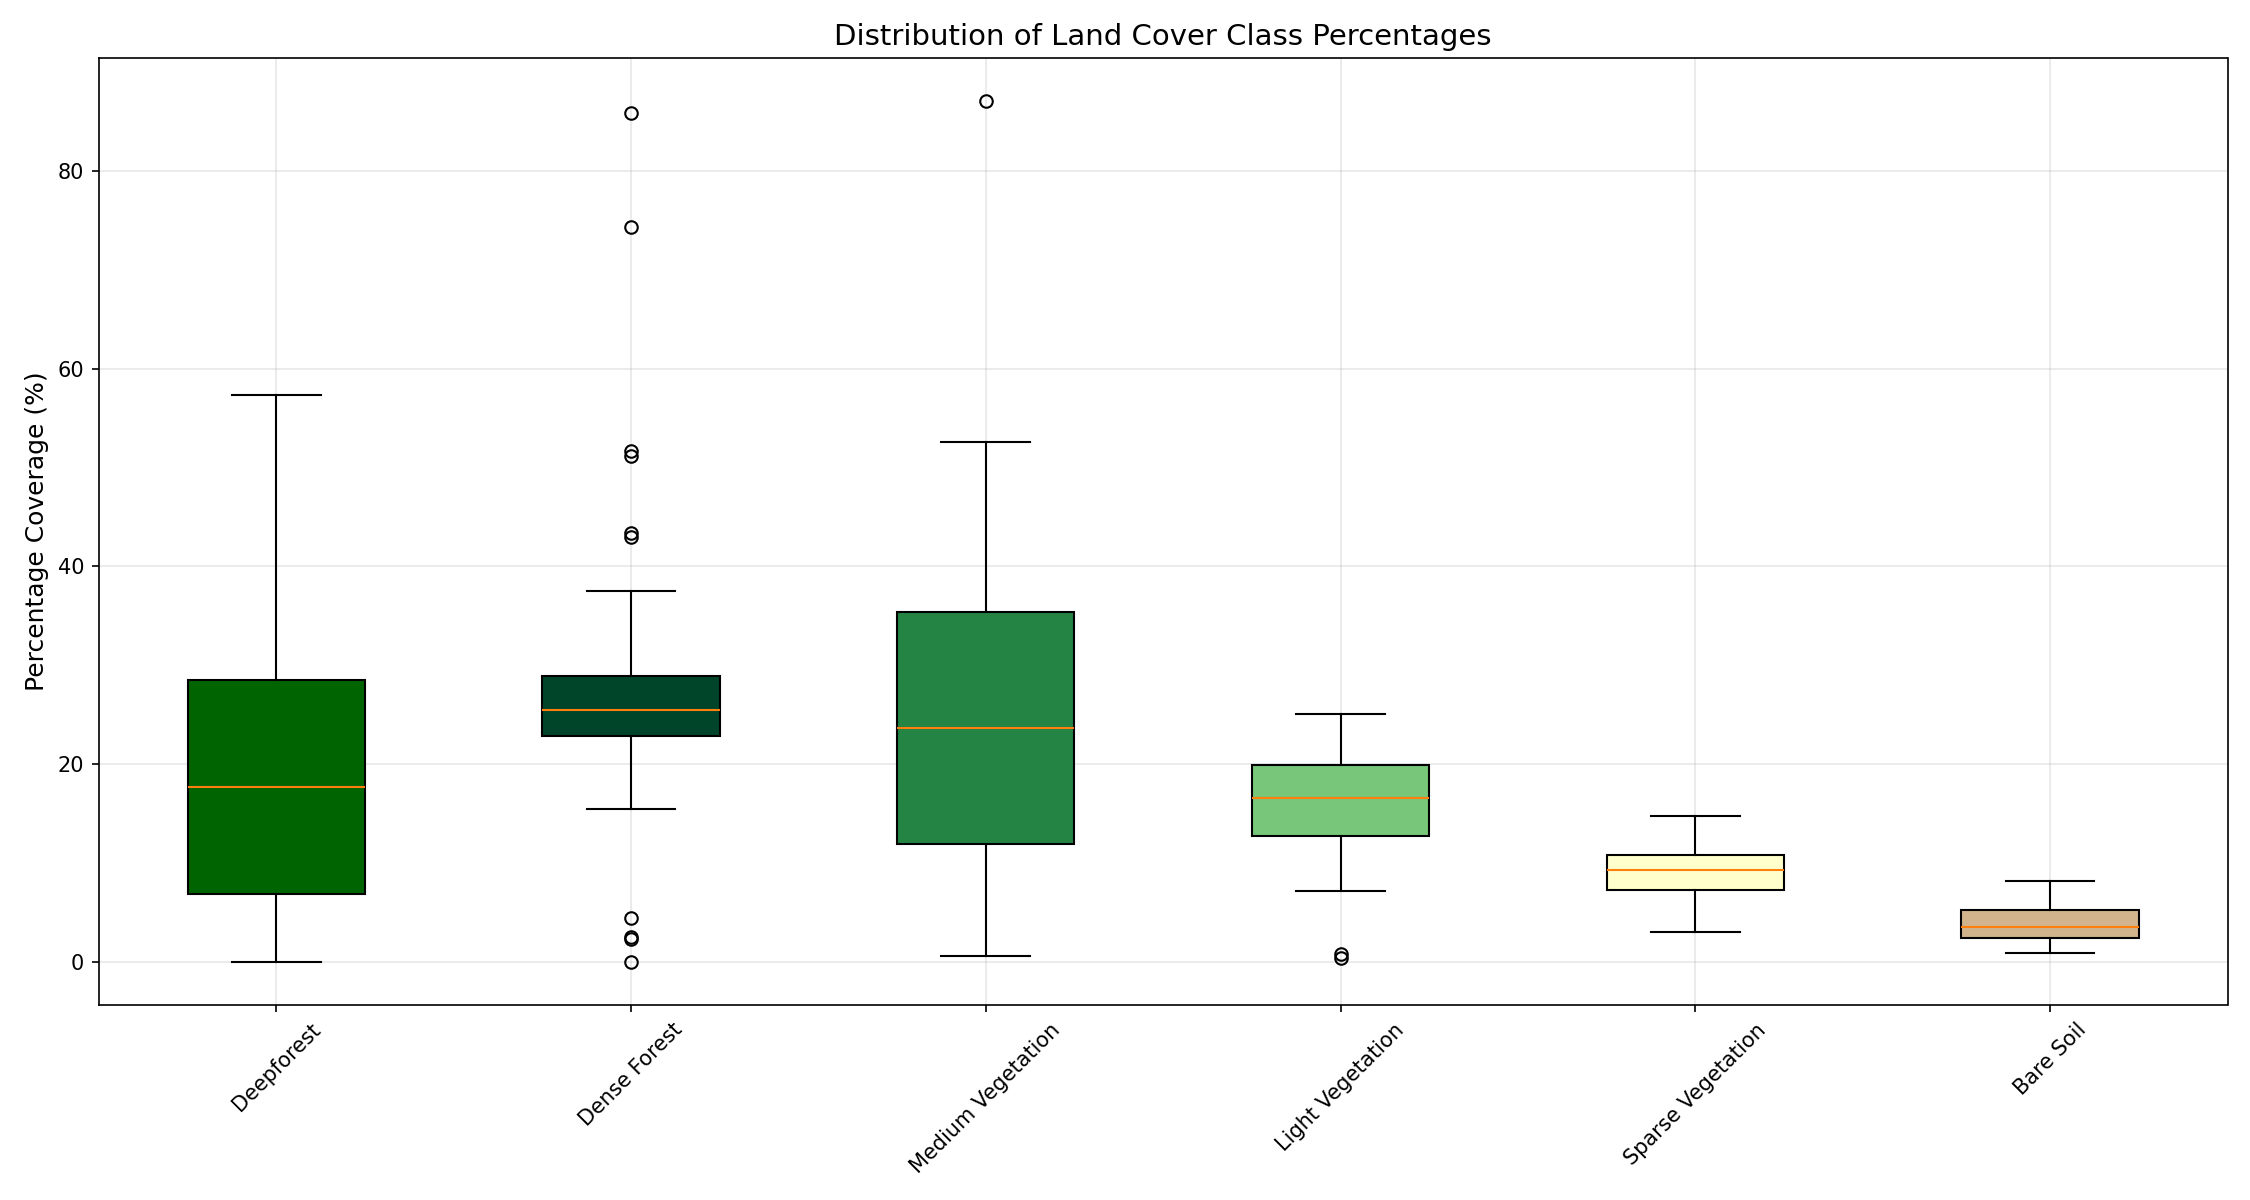 Distribution of Land Cover Class Percentages
Percentage Coverage (%)
80
60
40
20
0
Deepforest
Dense Forest
Medium Vegetation
Light Vegetation
Sparse Vegetation
Bare Soil